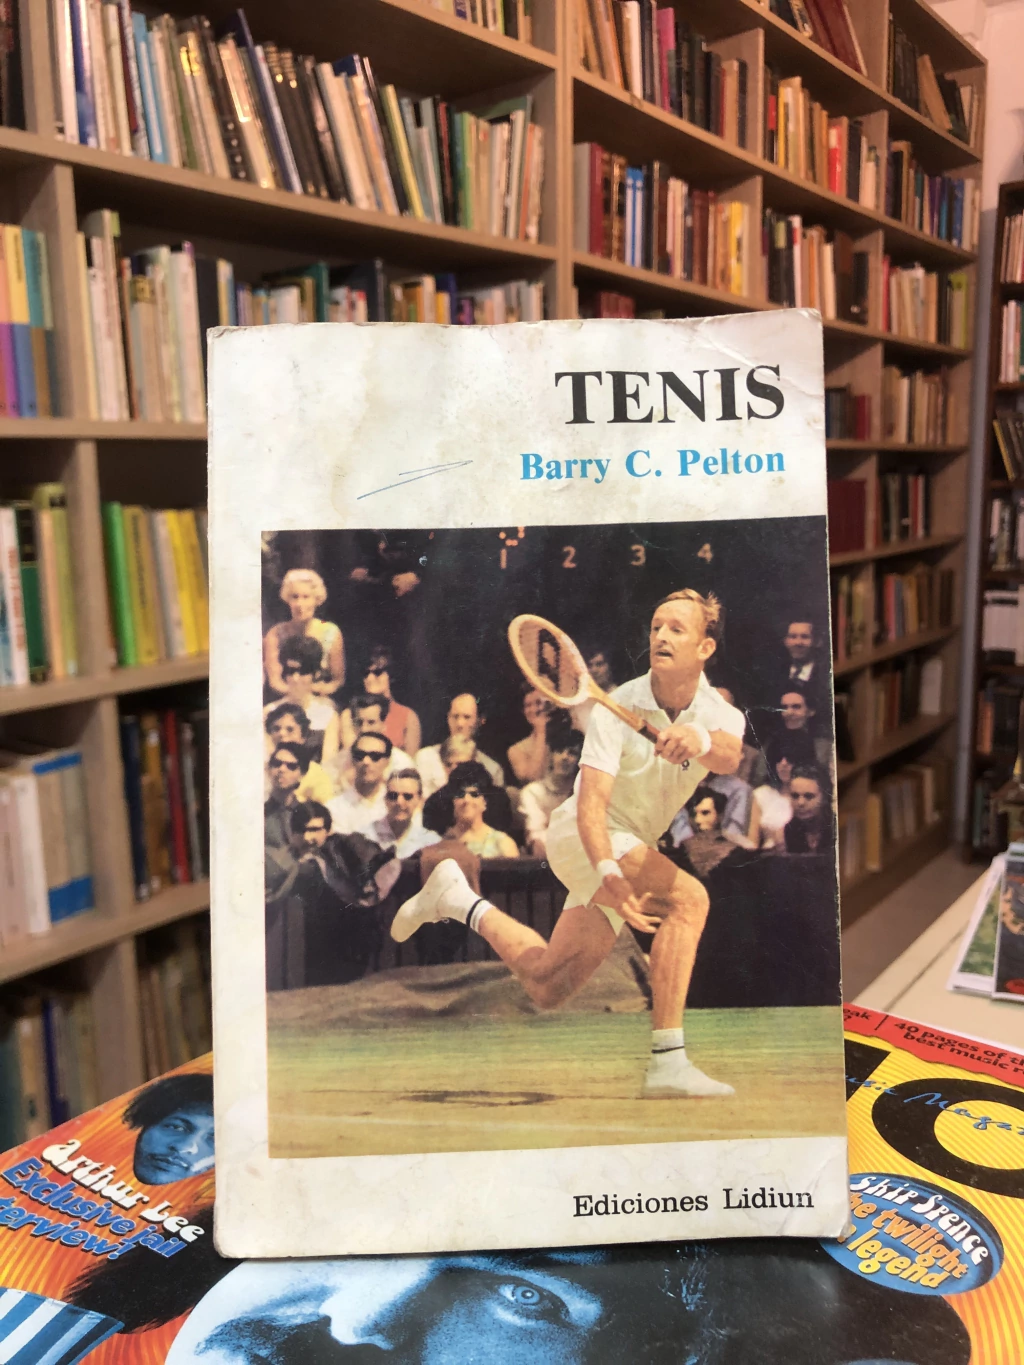 TENIS
Barry C. Pelton
1 2 3 4
Ediciones Lidiun
Arthur Lee
Exclusive jail
interview!
40 pages of th
best music r
Skip Spence
the twilight
legend